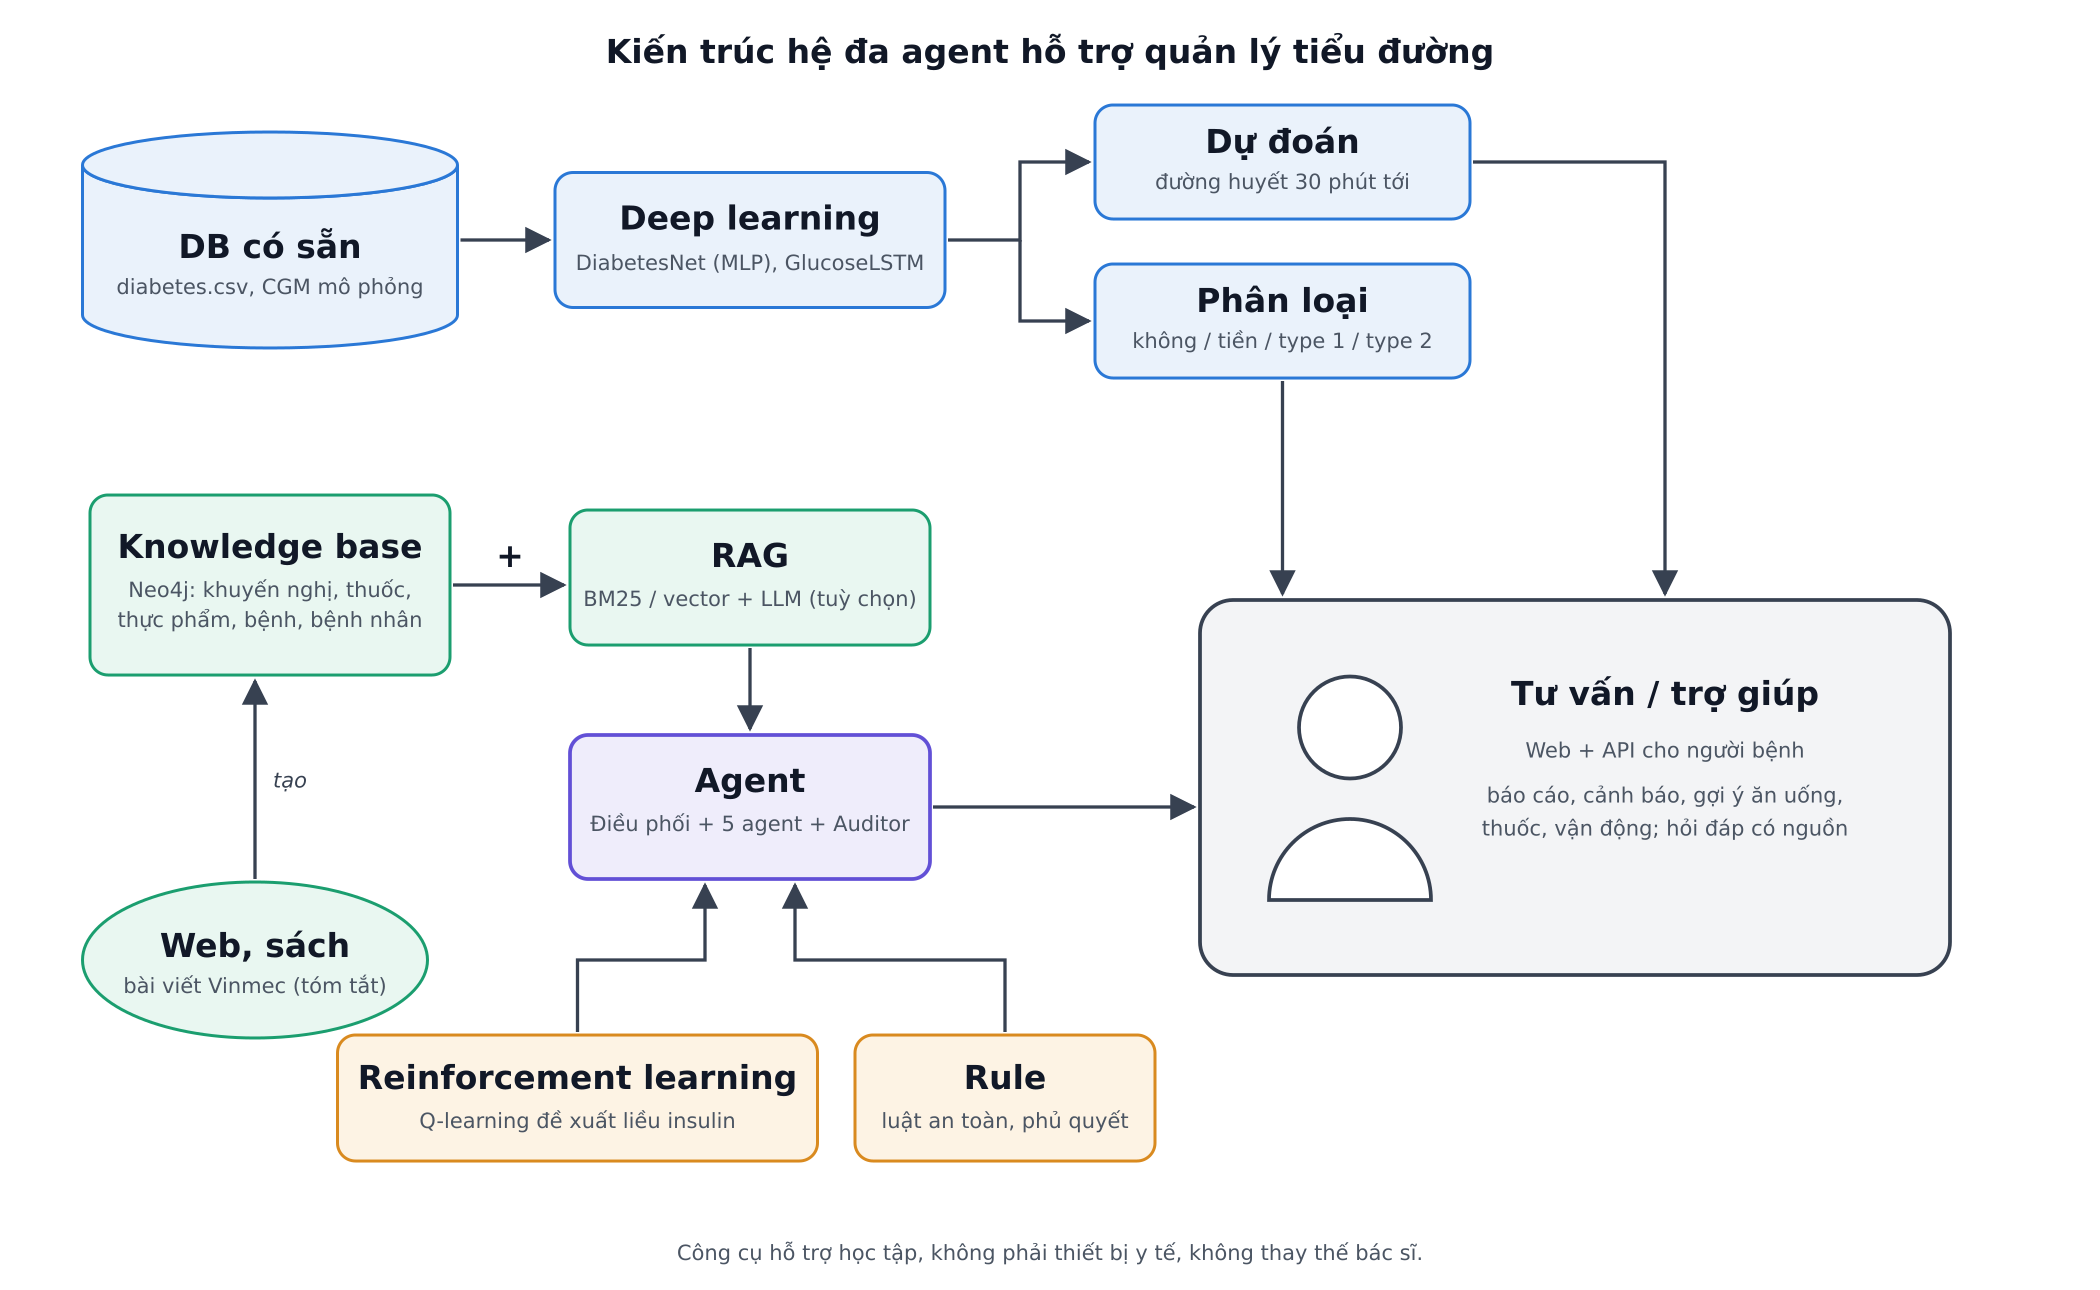 Kiến trúc hệ đa agent hỗ trợ quản lý tiểu đường
DB có sẵn
diabetes.csv, CGM mô phỏng
Deep learning
DiabetesNet (MLP), GlucoseLSTM
Dự đoán
đường huyết 30 phút tới
Phân loại
không / tiền / type 1 / type 2
Knowledge base
Neo4j: khuyến nghị, thuốc,
thực phẩm, bệnh, bệnh nhân
+
RAG
BM25 / vector + LLM (tuỳ chọn)
tạo
Agent
Điều phối + 5 agent + Auditor
Tư vấn / trợ giúp
Web + API cho người bệnh
báo cáo, cảnh báo, gợi ý ăn uống,
thuốc, vận động; hỏi đáp có nguồn
Web, sách
bài viết Vinmec (tóm tắt)
Reinforcement learning
Q-learning đề xuất liều insulin
Rule
luật an toàn, phủ quyết
Công cụ hỗ trợ học tập, không phải thiết bị y tế, không thay thế bác sĩ.